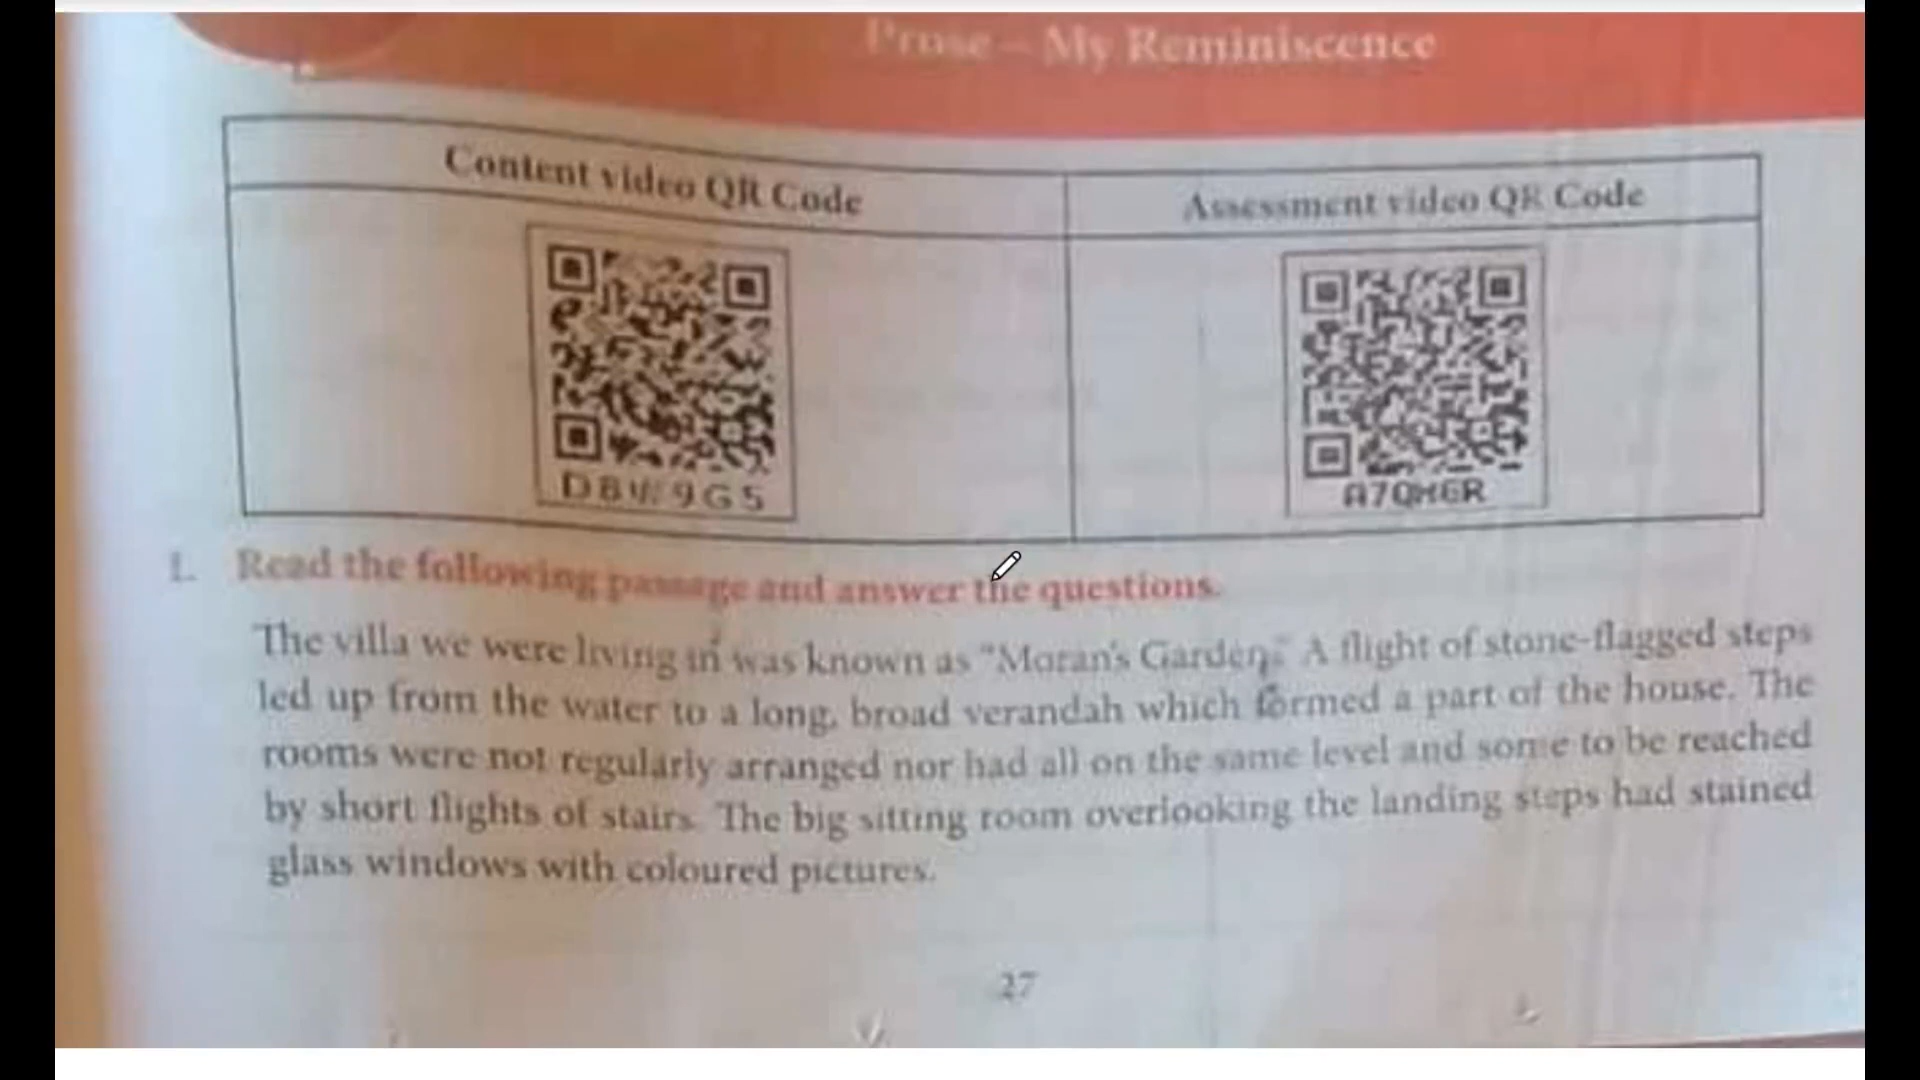 Prose – My Reminiscence
Content video QR Code
Assessment video QR Code
DBW9G5
A7QMGR
I. Read the following passage and answer the questions.
The villa we were living in was known as "Moran's Garden." A flight of stone-flagged steps
led up from the water to a long, broad verandah which formed a part of the house. The
rooms were not regularly arranged nor had all on the same level and some to be reached
by short flights of stairs. The big sitting room overlooking the landing steps had stained
glass windows with coloured pictures.
27